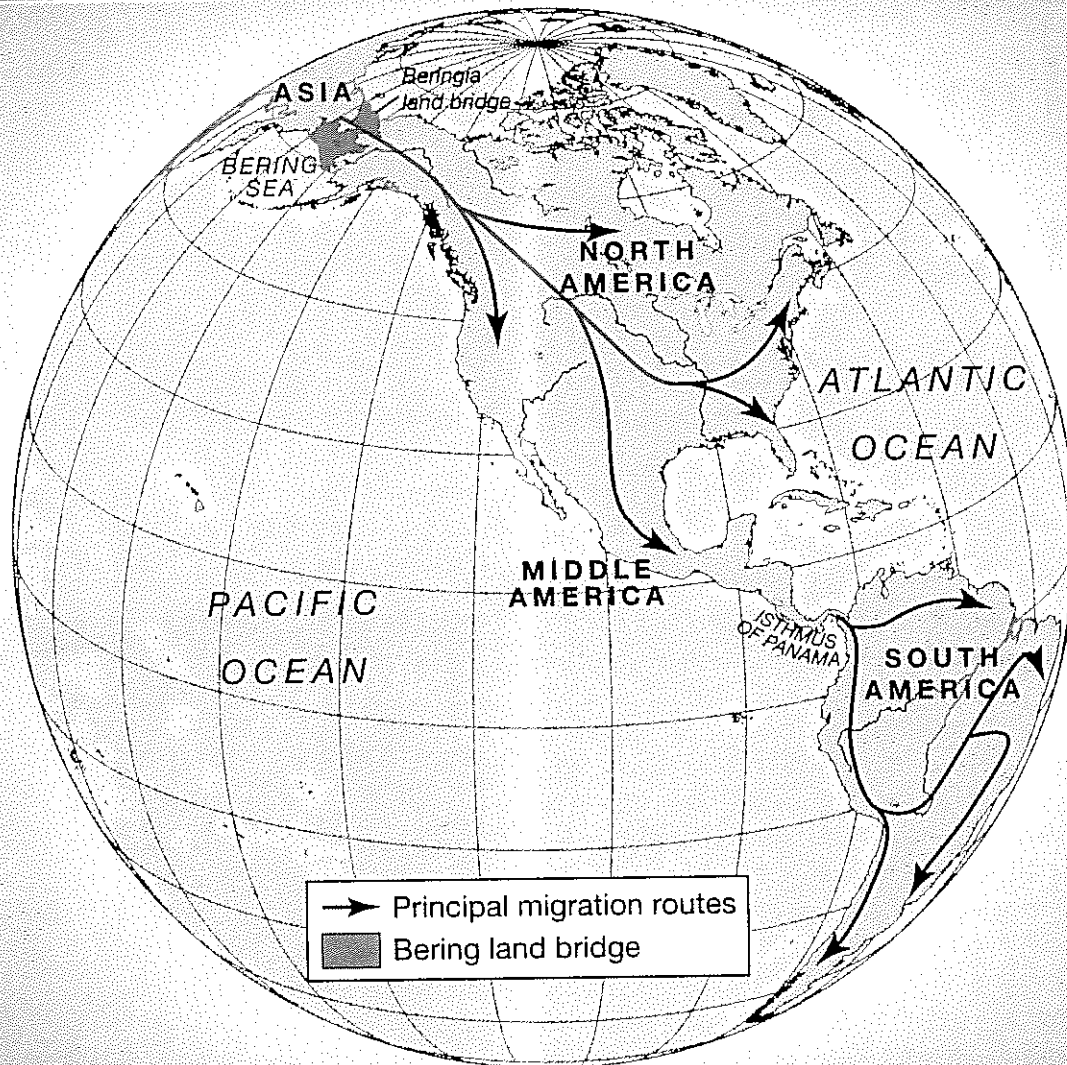 ASIA
Beringia
land bridge
BERING
SEA
NORTH
AMERICA
ATLANTIC
OCEAN
MIDDLE
AMERICA
PACIFIC
OCEAN
ISTHMUS
OF PANAMA
SOUTH
AMERICA
Principal migration routes
Bering land bridge